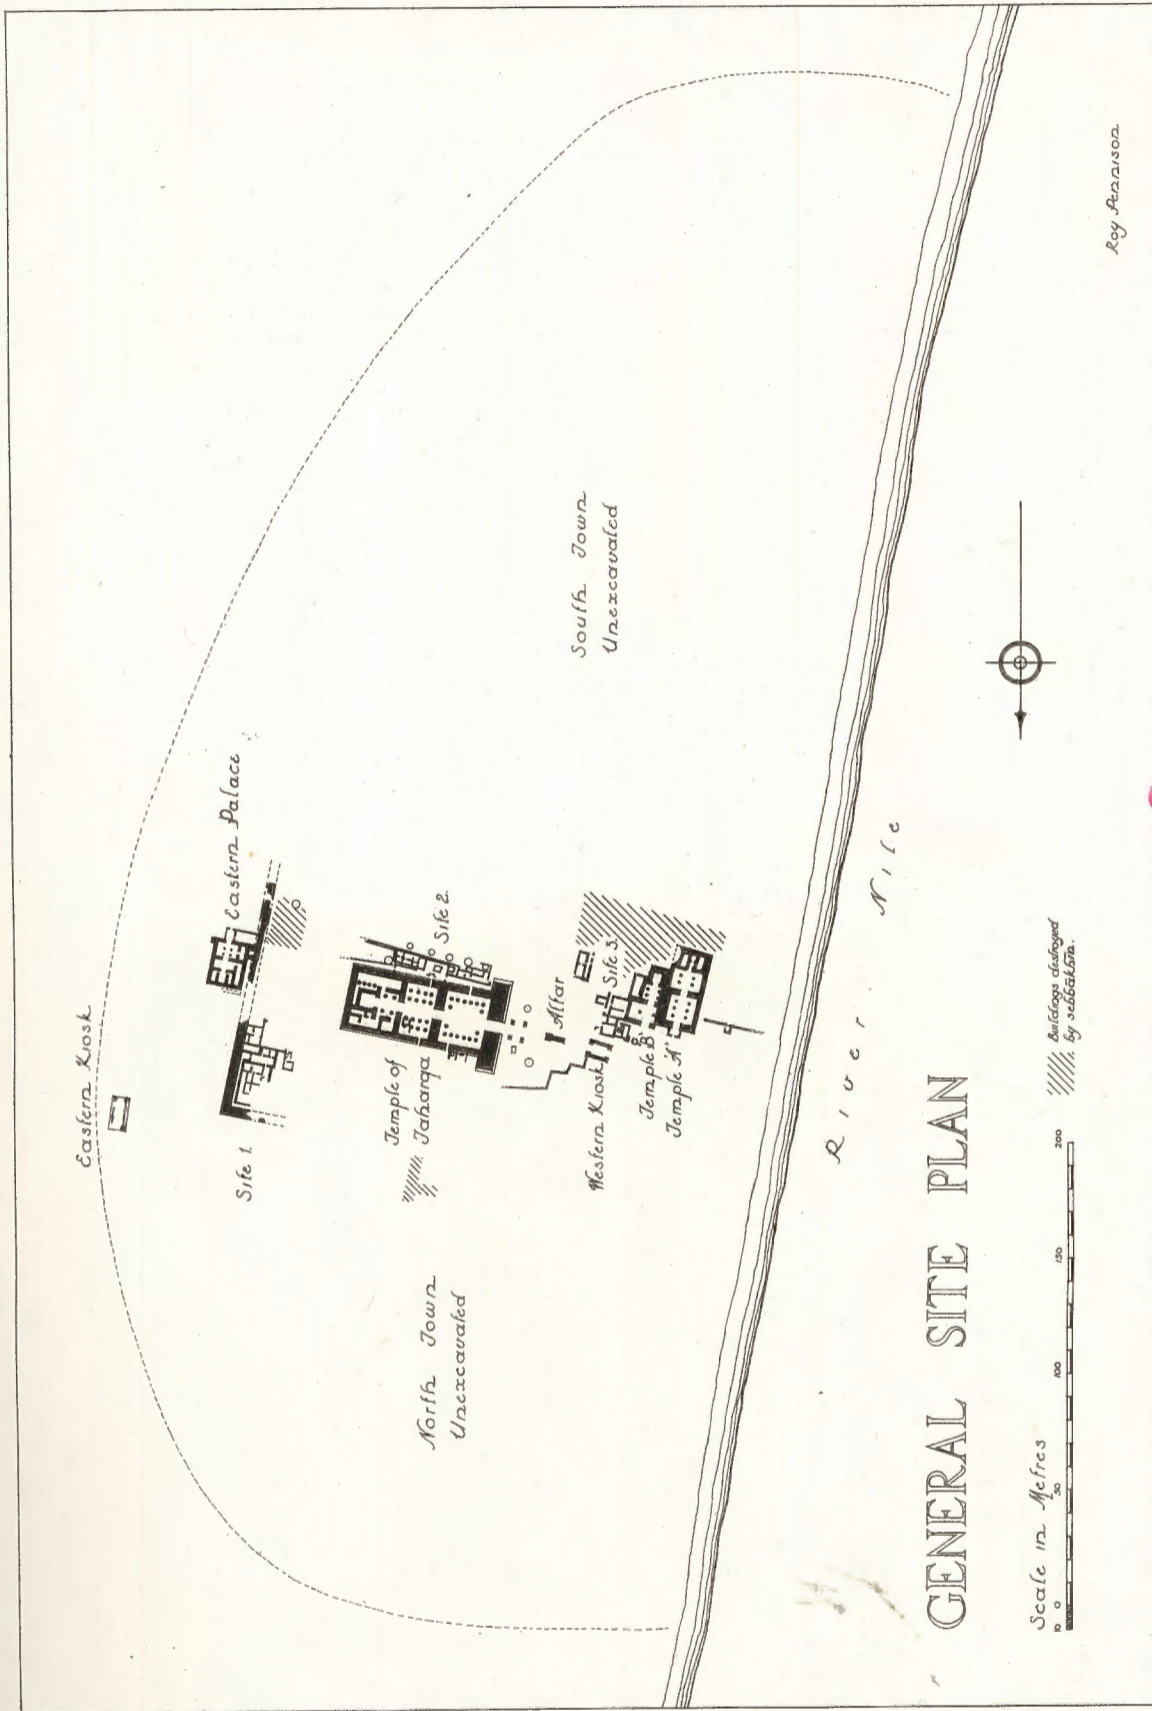 Eastern Kiosk
Eastern Palace
Site 1.
Temple of
Taharqa
Site 2.
Altar
North Town
Unexcavated
South Town
Unexcavated
Western Kiosk
Site 3.
Temple 'B'
Temple 'A'
River Nile
GENERAL SITE PLAN
Scale in Metres
10 0 50 100 150 200
Buildings destroyed
by sebbâkhîn.
Roy Pennison